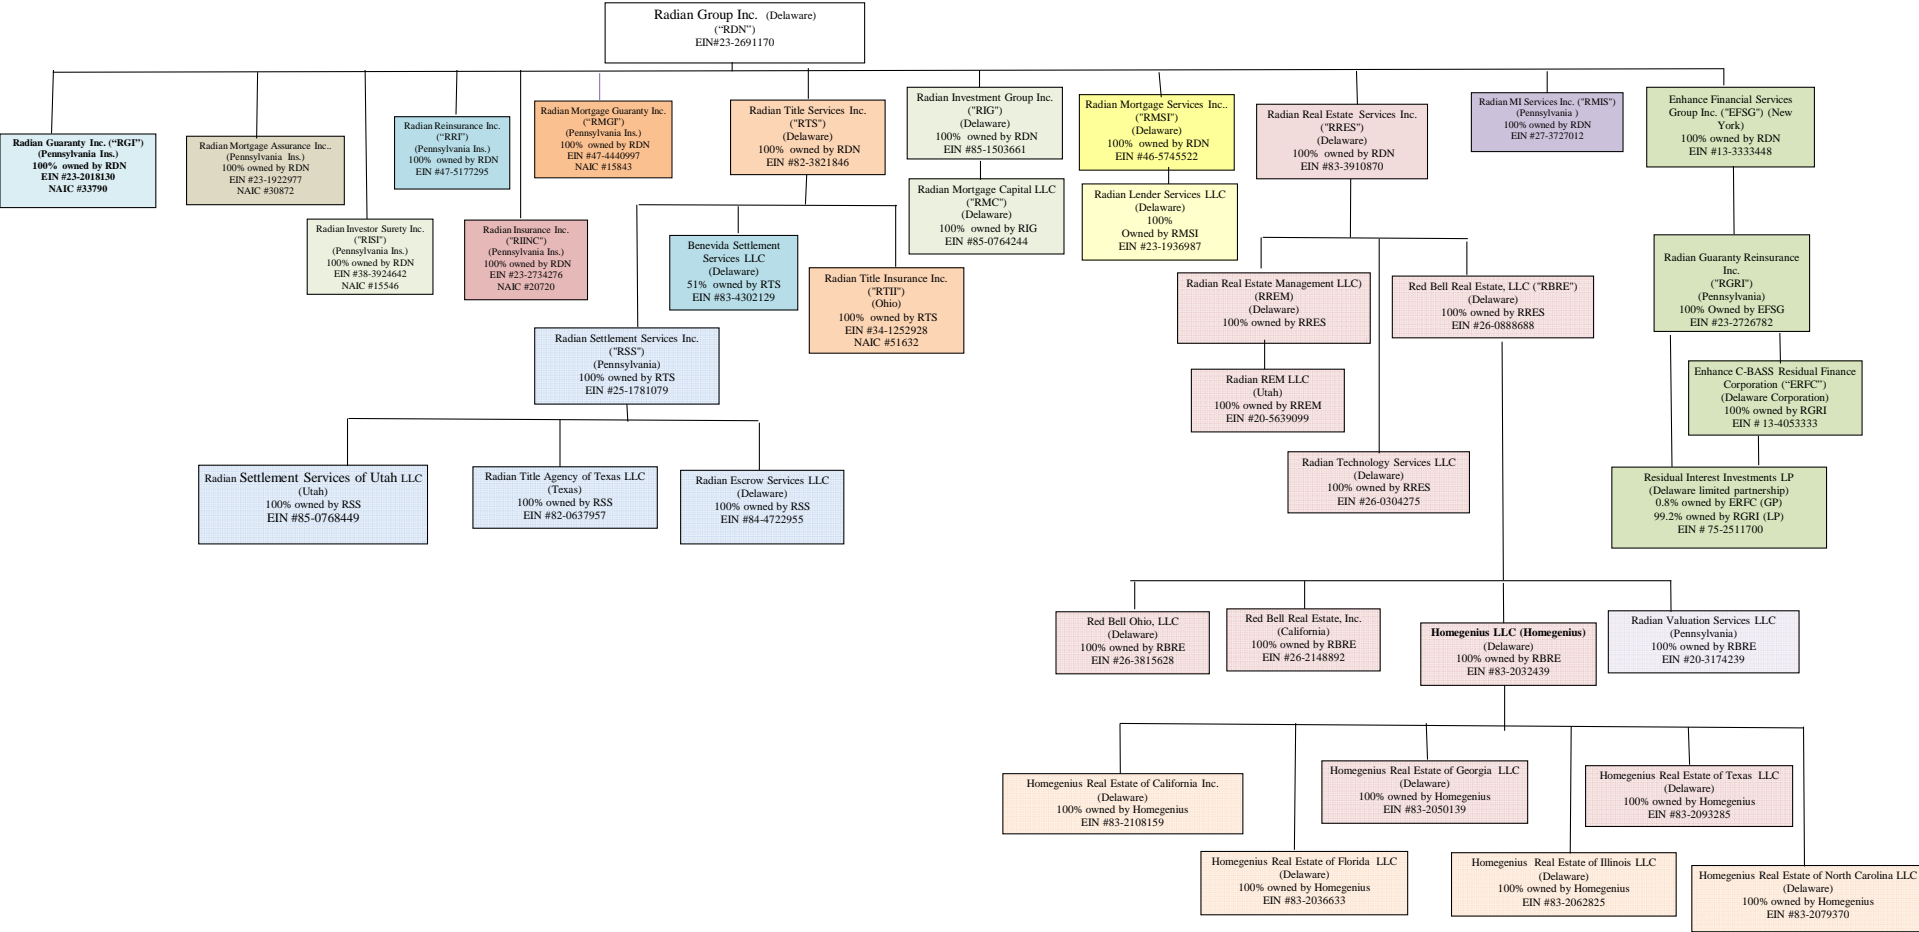 Radian Group Inc. (Delaware)
(“RDN”)
EIN#23-2691170
Radian Guaranty Inc. (“RGI”)
(Pennsylvania Ins.)
100% owned by RDN
EIN #23-2018130
NAIC #33790
Radian Mortgage Assurance Inc..
(Pennsylvania Ins.)
100% owned by RDN
EIN #23-1922977
NAIC #30872
Radian Investor Surety Inc.
("RISI")
(Pennsylvania Ins.)
100% owned by RDN
EIN #38-3924642
NAIC #15546
Radian Reinsurance Inc.
(“RRI”)
(Pennsylvania Ins.)
100% owned by RDN
EIN #47-5177295
Radian Insurance Inc.
("RIINC")
(Pennsylvania Ins.)
100% owned by RDN
EIN #23-2734276
NAIC #20720
Radian Mortgage Guaranty Inc.
(“RMGI”)
(Pennsylvania Ins.)
100% owned by RDN
EIN #47-4440997
NAIC #15843
Radian Title Services Inc.
("RTS")
(Delaware)
100% owned by RDN
EIN #82-3821846
Radian Investment Group Inc.
("RIG")
(Delaware)
100% owned by RDN
EIN #85-1503661
Radian Mortgage Capital LLC
("RMC")
(Delaware)
100% owned by RIG
EIN #85-0764244
Radian Mortgage Services Inc..
"RMSI")
(Delaware)
100% owned by RDN
EIN #46-5745522
Radian Lender Services LLC
(Delaware)
100%
Owned by RMSI
EIN #23-1936987
Radian Real Estate Services Inc.
("RRES")
(Delaware)
100% owned by RDN
EIN #83-3910870
Radian MI Services Inc. ("RMIS")
(Pennsylvania )
100% owned by RDN
EIN #27-3727012
Enhance Financial Services
Group Inc. ("EFSG") (New
York)
100% owned by RDN
EIN #13-3333448
Benevida Settlement
Services LLC
(Delaware)
51% owned by RTS
EIN #83-4302129
Radian Title Insurance Inc.
("RTII")
(Ohio)
100% owned by RTS
EIN #34-1252928
NAIC #51632
Radian Settlement Services Inc.
("RSS")
(Pennsylvania)
100% owned by RTS
EIN #25-1781079
Radian Settlement Services of Utah LLC
(Utah)
100% owned by RSS
EIN #85-0768449
Radian Title Agency of Texas LLC
(Texas)
100% owned by RSS
EIN #82-0637957
Radian Escrow Services LLC
(Delaware)
100% owned by RSS
EIN #84-4722955
Radian Real Estate Management LLC)
(RREM)
(Delaware)
100% owned by RRES
Radian REM LLC
(Utah)
100% owned by RREM
EIN #20-5639099
Radian Technology Services LLC
(Delaware)
100% owned by RRES
EIN #26-0304275
Red Bell Real Estate, LLC ("RBRE")
(Delaware)
100% owned by RRES
EIN #26-0888688
Radian Guaranty Reinsurance
Inc.
("RGRI")
(Pennsylvania)
100% Owned by EFSG
EIN #23-2726782
Enhance C-BASS Residual Finance
Corporation (“ERFC”)
(Delaware Corporation)
100% owned by RGRI
EIN # 13-4053333
Residual Interest Investments LP
(Delaware limited partnership)
0.8% owned by ERFC (GP)
99.2% owned by RGRI (LP)
EIN # 75-2511700
Red Bell Ohio, LLC
(Delaware)
100% owned by RBRE
EIN #26-3815628
Red Bell Real Estate, Inc.
(California)
100% owned by RBRE
EIN #26-2148892
Homegenius LLC (Homegenius)
(Delaware)
100% owned by RBRE
EIN #83-2032439
Radian Valuation Services LLC
(Pennsylvania)
100% owned by RBRE
EIN #20-3174239
Homegenius Real Estate of California Inc.
(Delaware)
100% owned by Homegenius
EIN #83-2108159
Homegenius Real Estate of Florida LLC
(Delaware)
100% owned by Homegenius
EIN #83-2036633
Homegenius Real Estate of Georgia LLC
(Delaware)
100% owned by Homegenius
EIN #83-2050139
Homegenius Real Estate of Illinois LLC
(Delaware)
100% owned by Homegenius
EIN #83-2062825
Homegenius Real Estate of Texas LLC
(Delaware)
100% owned by Homegenius
EIN #83-2093285
Homegenius Real Estate of North Carolina LLC
(Delaware)
100% owned by Homegenius
EIN #83-2079370